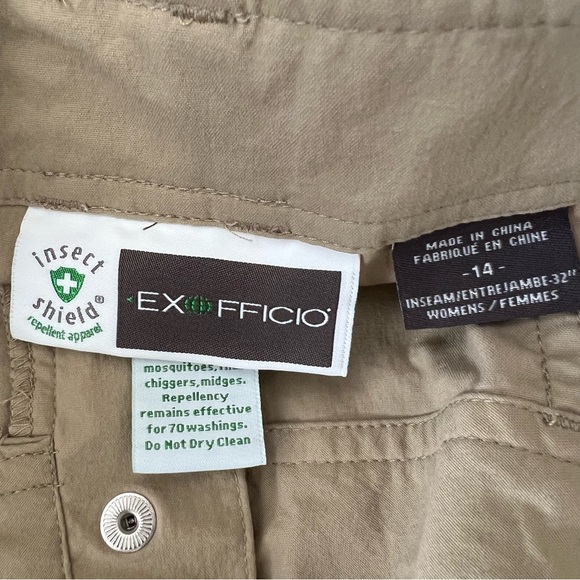 insect
shield®
repellent apparel
EXOFFICIO
mosquitoes,
chiggers, midges.
Repellency
remains effective
for 70 washings.
Do Not Dry Clean
MADE IN CHINA
FABRIQUÉ EN CHINE
-14-
INSEAM/ENTREJAMBE-32"
WOMENS/FEMMES